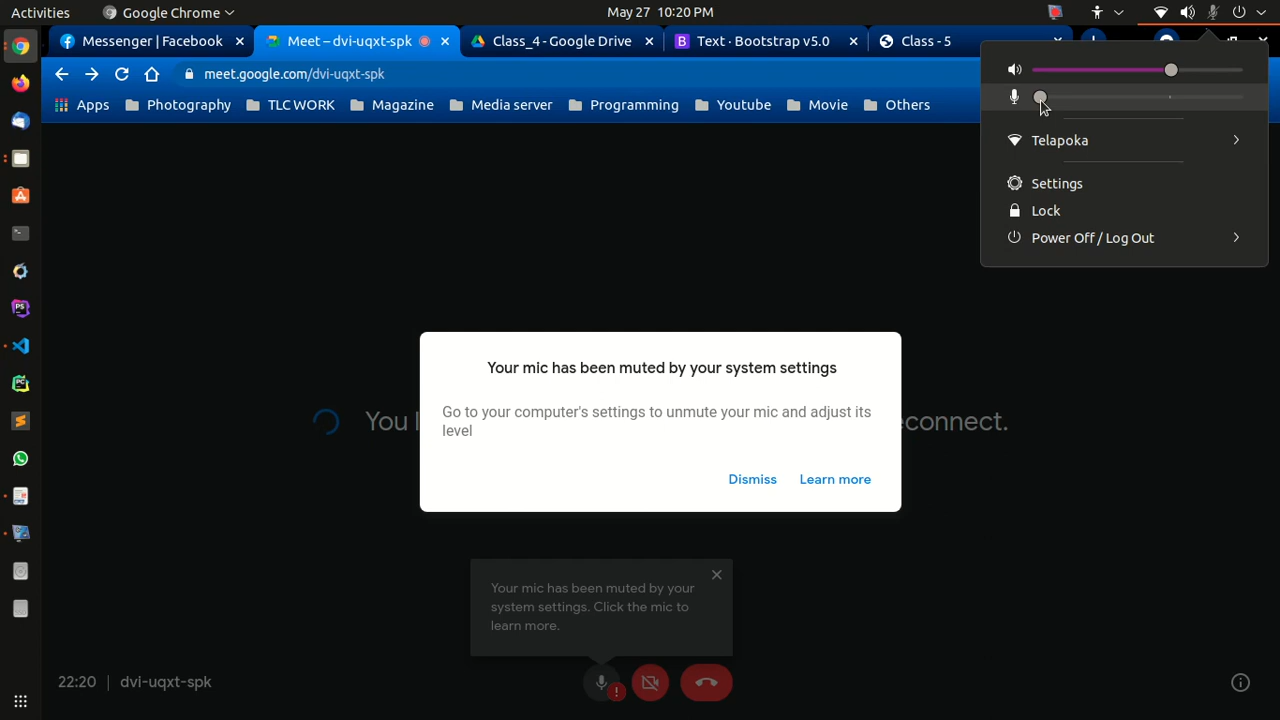 Activities
Google Chrome
May 27 10:20 PM
Messenger | Facebook
Meet – dvi-uqxt-spk
Class_4 - Google Drive
Text · Bootstrap v5.0
Class - 5
meet.google.com/dvi-uqxt-spk
Apps
Photography
TLC WORK
Magazine
Media server
Programming
Youtube
Movie
Others
Telapoka
Settings
Lock
Power Off / Log Out
You l
econnect.
Your mic has been muted by your system settings
Go to your computer's settings to unmute your mic and adjust its
level
Dismiss
Learn more
Your mic has been muted by your
system settings. Click the mic to
learn more.
22:20 | dvi-uqxt-spk